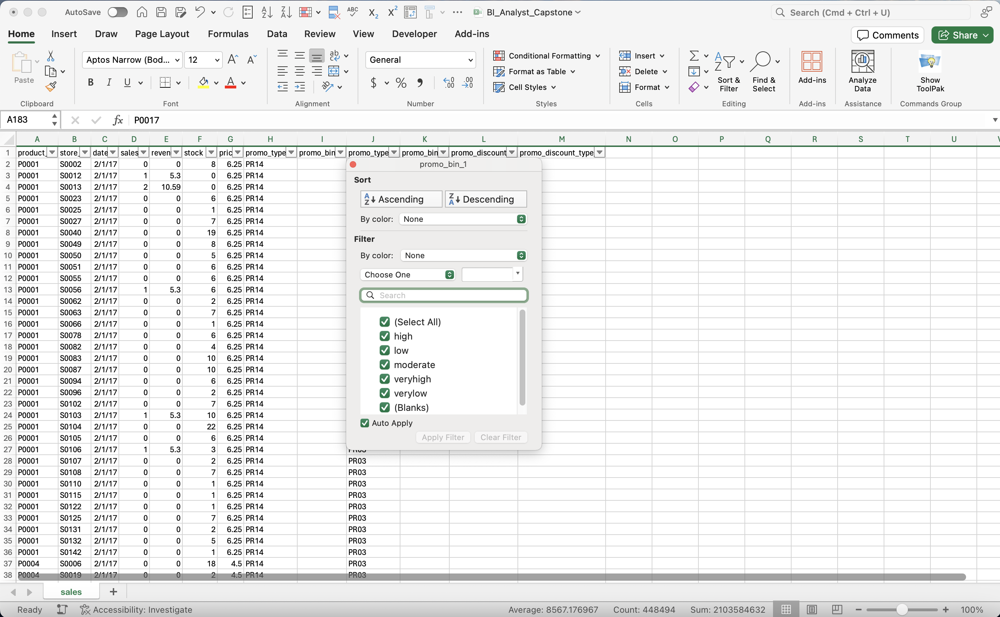 AutoSave BI_Analyst_Capstone Search (Cmd + Ctrl + U)
Home Insert Draw Page Layout Formulas Data Review View Developer Add-ins Comments Share
Paste Aptos Narrow (Bod... 12 General Conditional Formatting Format as Table Cell Styles Insert Delete Format Sort & Filter Find & Select Add-ins Analyze Data Show ToolPak
Clipboard Font Alignment Number Styles Cells Editing Add-ins Assistance Commands Group
A183 fx P0017
A B C D E F G H I J K L M N O P Q R S T U
1 product_ store_ date sales reven stock pric promo_type promo_bin promo_type promo_bin promo_discount promo_discount_type
2 P0001 S0002 2/1/17 0 0 8 6.25 PR14
3 P0001 S0012 2/1/17 1 5.3 0 6.25 PR14
4 P0001 S0013 2/1/17 2 10.59 0 6.25 PR14
5 P0001 S0023 2/1/17 0 0 6 6.25 PR14
6 P0001 S0025 2/1/17 0 0 1 6.25 PR14
7 P0001 S0027 2/1/17 0 0 7 6.25 PR14
8 P0001 S0040 2/1/17 0 0 19 6.25 PR14
9 P0001 S0049 2/1/17 0 0 8 6.25 PR14
10 P0001 S0050 2/1/17 0 0 5 6.25 PR14
11 P0001 S0051 2/1/17 0 0 6 6.25 PR14
12 P0001 S0055 2/1/17 0 0 6 6.25 PR14
13 P0001 S0056 2/1/17 1 5.3 6 6.25 PR14
14 P0001 S0062 2/1/17 0 0 2 6.25 PR14
15 P0001 S0063 2/1/17 0 0 7 6.25 PR14
16 P0001 S0066 2/1/17 0 0 1 6.25 PR14
17 P0001 S0078 2/1/17 0 0 6 6.25 PR14
18 P0001 S0082 2/1/17 0 0 4 6.25 PR14
19 P0001 S0083 2/1/17 0 0 10 6.25 PR14
20 P0001 S0087 2/1/17 0 0 10 6.25 PR14
21 P0001 S0094 2/1/17 0 0 6 6.25 PR14
22 P0001 S0096 2/1/17 0 0 2 6.25 PR14
23 P0001 S0102 2/1/17 0 0 7 6.25 PR14
24 P0001 S0103 2/1/17 1 5.3 10 6.25 PR14
25 P0001 S0104 2/1/17 0 0 22 6.25 PR14
26 P0001 S0105 2/1/17 0 0 6 6.25 PR14
27 P0001 S0106 2/1/17 1 5.3 3 6.25 PR14 PR03
28 P0001 S0107 2/1/17 0 0 2 6.25 PR14 PR03
29 P0001 S0108 2/1/17 0 0 7 6.25 PR14 PR03
30 P0001 S0110 2/1/17 0 0 1 6.25 PR14 PR03
31 P0001 S0115 2/1/17 0 0 1 6.25 PR14 PR03
32 P0001 S0122 2/1/17 0 0 1 6.25 PR14 PR03
33 P0001 S0125 2/1/17 0 0 7 6.25 PR14 PR03
34 P0001 S0131 2/1/17 0 0 2 6.25 PR14 PR03
35 P0001 S0132 2/1/17 0 0 5 6.25 PR14 PR03
36 P0001 S0142 2/1/17 0 0 1 6.25 PR14 PR03
37 P0004 S0006 2/1/17 0 0 18 4.5 PR14 PR03
38 P0004 S0019 2/1/17 0 0 2 4.5 PR14 PR03
promo_bin_1
Sort
Ascending Descending
By color: None
Filter
By color: None
Choose One
Search
(Select All)
high
low
moderate
veryhigh
verylow
(Blanks)
Auto Apply
Apply Filter Clear Filter
sales
Ready Accessibility: Investigate Average: 8567.176967 Count: 448494 Sum: 2103584632 100%